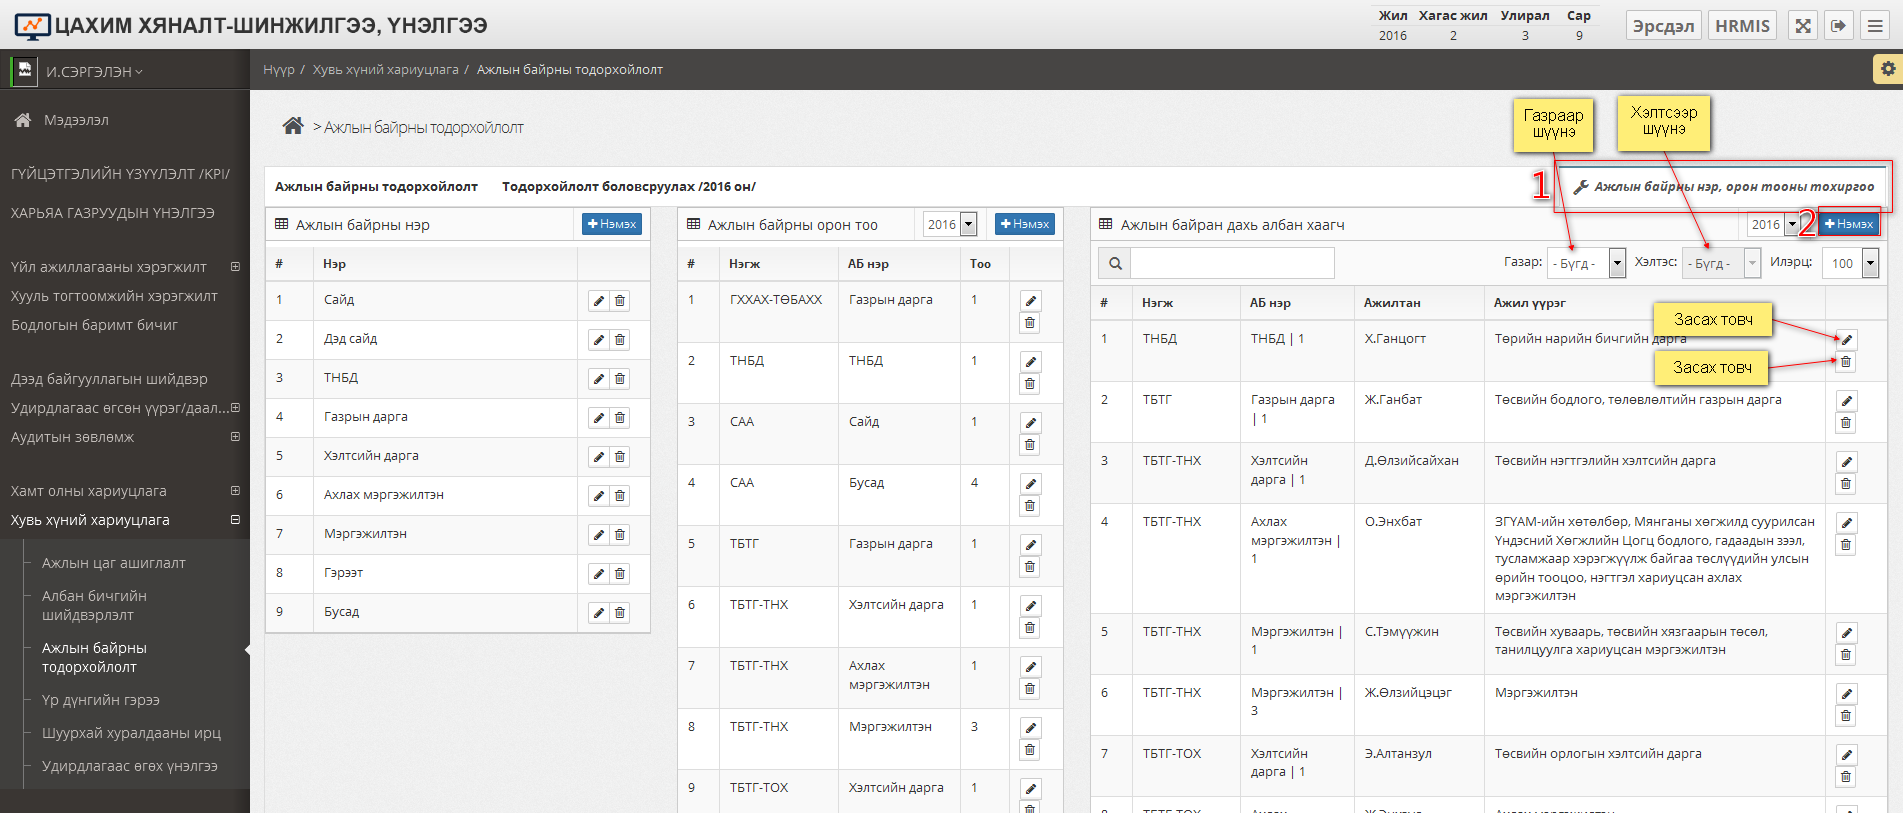 ЦАХИМ ХЯНАЛТ-ШИНЖИЛГЭЭ, ҮНЭЛГЭЭ
Жил Хагас жил Улирал Сар
2016 2 3 9
Эрсдэл HRMIS
И.СЭРГЭЛЭН
Нүүр / Хувь хүний хариуцлага / Ажлын байрны тодорхойлолт
Мэдээлэл
ГҮЙЦЭТГЭЛИЙН ҮЗҮҮЛЭЛТ /KPI/
ХАРЬЯА ГАЗРУУДЫН ҮНЭЛГЭЭ
Үйл ажиллагааны хэрэгжилт
Хууль тогтоомжийн хэрэгжилт
Бодлогын баримт бичиг
Дээд байгууллагын шийдвэр
Удирдлагаас өгсөн үүрэг/даал...
Аудитын зөвлөмж
Хамт олны хариуцлага
Хувь хүний хариуцлага
Ажлын цаг ашиглалт
Албан бичгийн
шийдвэрлэлт
Ажлын байрны
тодорхойлолт
Үр дүнгийн гэрээ
Шуурхай хуралдааны ирц
Удирдлагаас өгөх үнэлгээ
> Ажлын байрны тодорхойлолт
Газраар
шүүнэ
Хэлтсээр
шүүнэ
Ажлын байрны тодорхойлолт Тодорхойлолт боловсруулах /2016 он/
1 Ажлын байрны нэр, орон тооны тохиргоо
Ажлын байрны нэр Нэмэх
# Нэр
1 Сайд
2 Дэд сайд
3 ТНБД
4 Газрын дарга
5 Хэлтсийн дарга
6 Ахлах мэргэжилтэн
7 Мэргэжилтэн
8 Гэрээт
9 Бусад
Ажлын байрны орон тоо 2016 Нэмэх
# Нэгж АБ нэр Тоо
1 ГХХАХ-ТӨБАХХ Газрын дарга 1
2 ТНБД ТНБД 1
3 САА Сайд 1
4 САА Бусад 4
5 ТБТГ Газрын дарга 1
6 ТБТГ-ТНХ Хэлтсийн дарга 1
7 ТБТГ-ТНХ Ахлах 1
мэргэжилтэн
8 ТБТГ-ТНХ Мэргэжилтэн 3
9 ТБТГ-ТОХ Хэлтсийн дарга 1
Ажлын байран дахь албан хаагч 2016 2 Нэмэх
Газар: - Бүгд - Хэлтэс: - Бүгд - Илэрц: 100
# Нэгж АБ нэр Ажилтан Ажил үүрэг
Засах товч
1 ТНБД ТНБД | 1 Х.Ганцогт Төрийн нарийн бичгийн дарга
Засах товч
2 ТБТГ Газрын дарга Ж.Ганбат Төсвийн бодлого, төлөвлөлтийн газрын дарга
| 1
3 ТБТГ-ТНХ Хэлтсийн Д.Өлзийсайхан Төсвийн нэгтгэлийн хэлтсийн дарга
дарга | 1
4 ТБТГ-ТНХ Ахлах О.Энхбат ЗГҮАМ-ийн хөтөлбөр, Мянганы хөгжилд суурилсан
мэргэжилтэн | Үндэсний Хөгжлийн Цогц бодлого, гадаадын зээл,
1 тусламжаар хэрэгжүүлж байгаа төслүүдийн улсын
өрийн тооцоо, нэгтгэл хариуцсан ахлах
мэргэжилтэн
5 ТБТГ-ТНХ Мэргэжилтэн | С.Тэмүүжин Төсвийн хуваарь, төсвийн хязгаарын төсөл,
1 танилцуулга хариуцсан мэргэжилтэн
6 ТБТГ-ТНХ Мэргэжилтэн | Ж.Өлзийцэцэг Мэргэжилтэн
3
7 ТБТГ-ТОХ Хэлтсийн Э.Алтанзул Төсвийн орлогын хэлтсийн дарга
дарга | 1